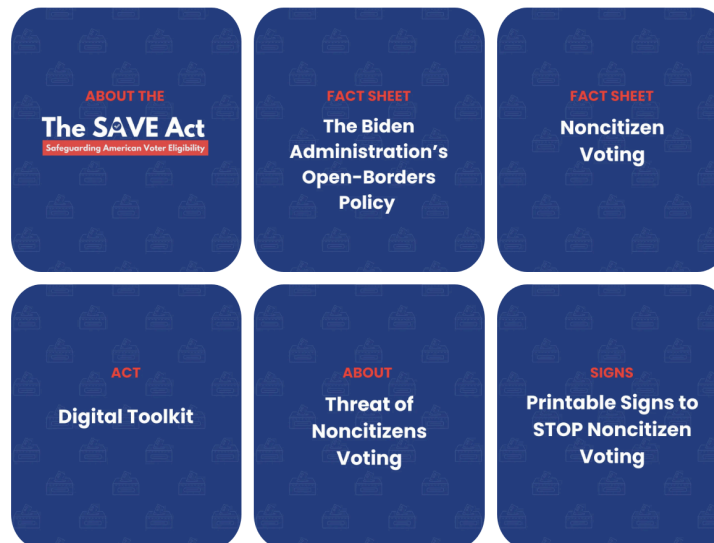 ABOUT THE
The SAVE Act
Safeguarding American Voter Eligibility
FACT SHEET
The Biden
Administration's
Open-Borders
Policy
FACT SHEET
Noncitizen
Voting
ACT
Digital Toolkit
ABOUT
Threat of
Noncitizens
Voting
SIGNS
Printable Signs to
STOP Noncitizen
Voting